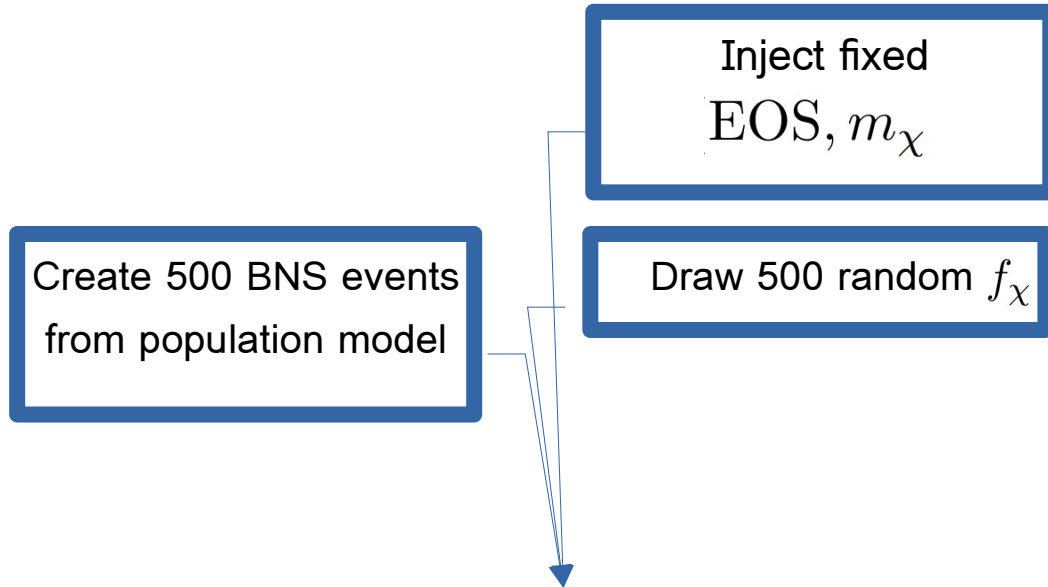 Inject fixed
EOS, m_χ
Create 500 BNS events
from population model
Draw 500 random f_χ